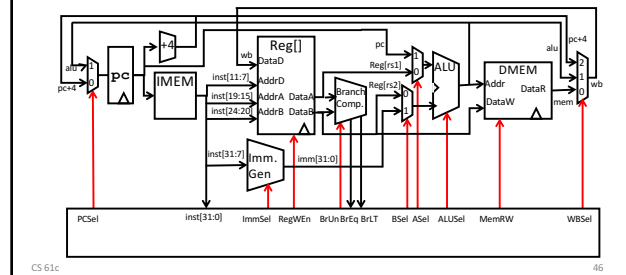 +4
Reg[]
pc
pc+4
alu
wb
DataD
alu
1
0
pc+4
pc
IMEM
inst[11:7]
AddrD
inst[19:15]
AddrA
DataA
inst[24:20]
AddrB
DataB
Reg[rs1]
1
0
Reg[rs2]
0
1
Branch
Comp.
ALU
DMEM
Addr
DataR
DataW
mem
2
1
0
wb
inst[31:7]
Imm.
Gen
imm[31:0]
PCSel
inst[31:0]
ImmSel
RegWEn
BrUn
BrEq
BrLT
BSel
ASel
ALUSel
MemRW
WBSel
CS 61c
46